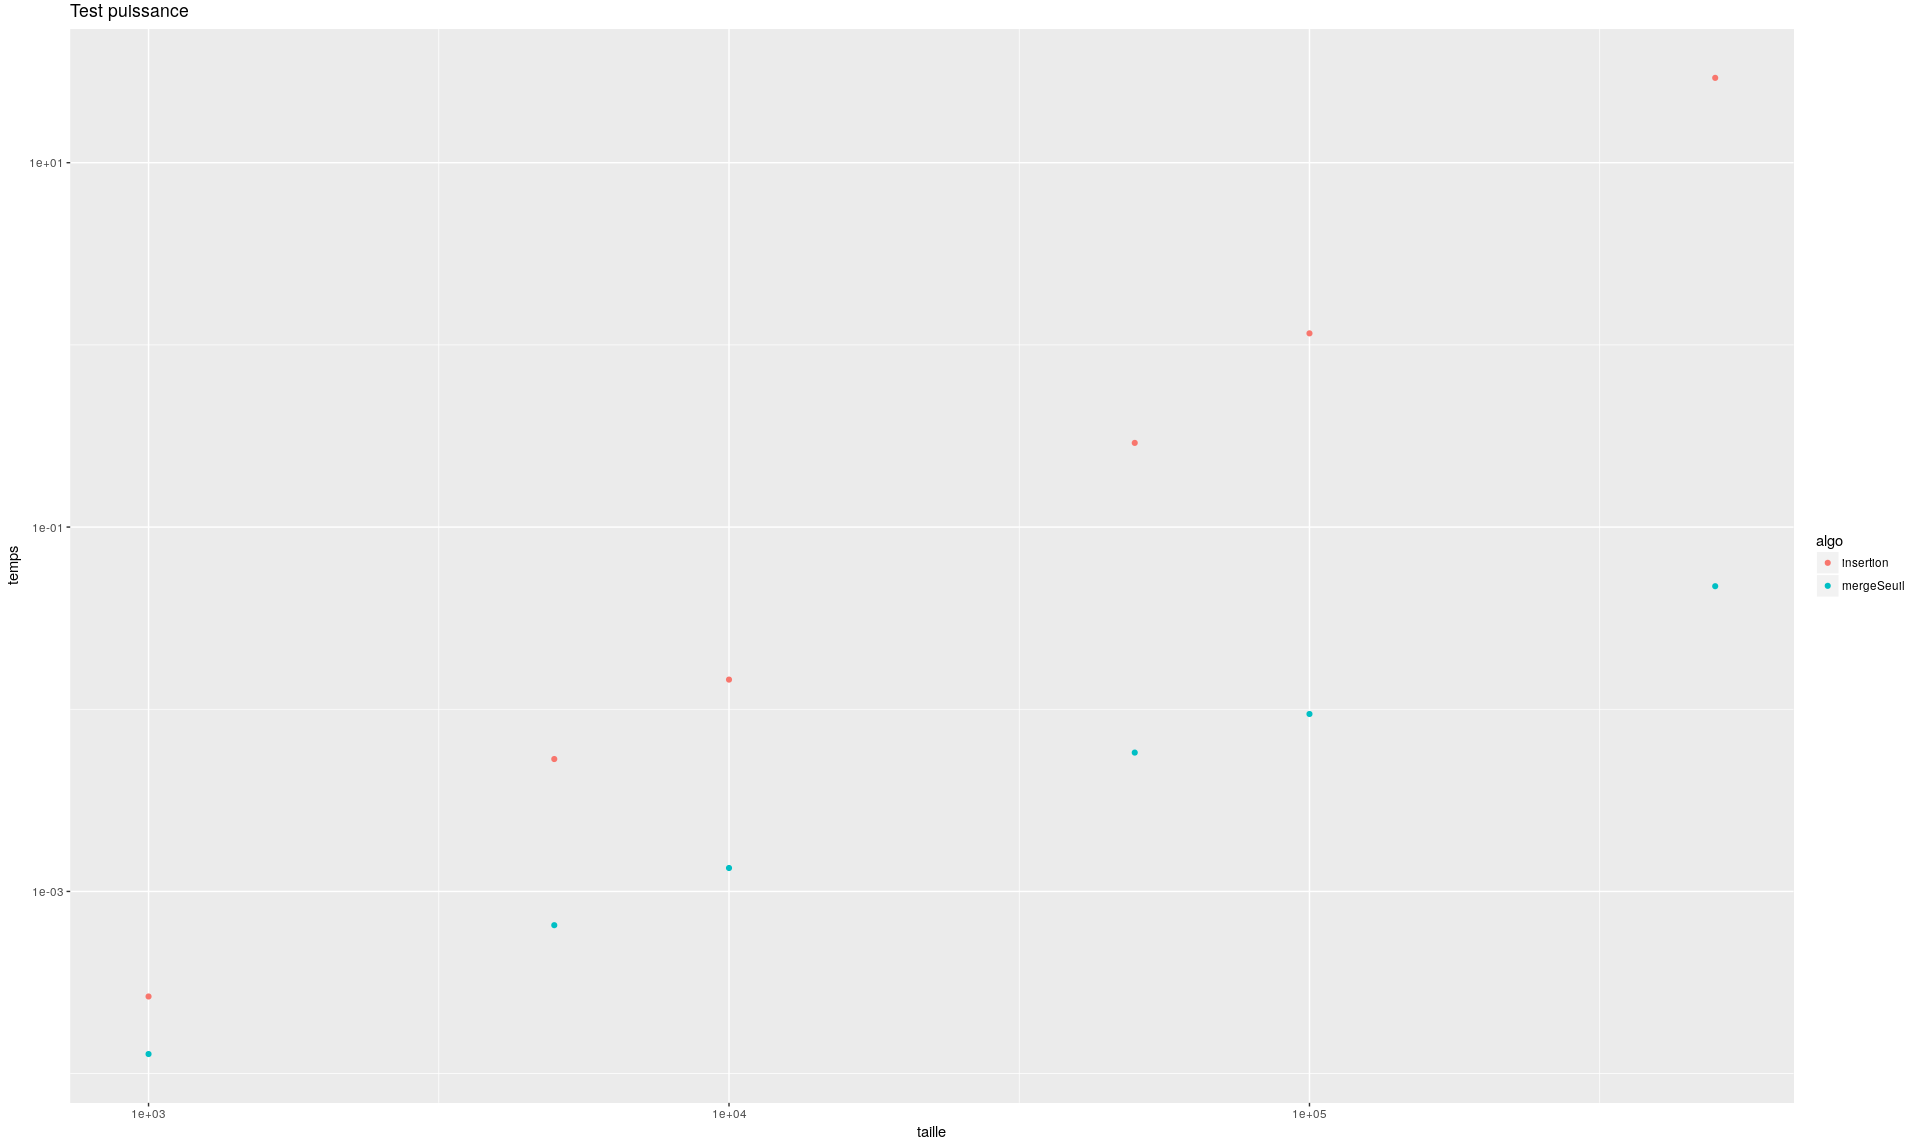 Test puissance
1e+01
1e-01
1e-03
temps
1e+03
1e+04
1e+05
taille
algo
insertion
mergeSeuil